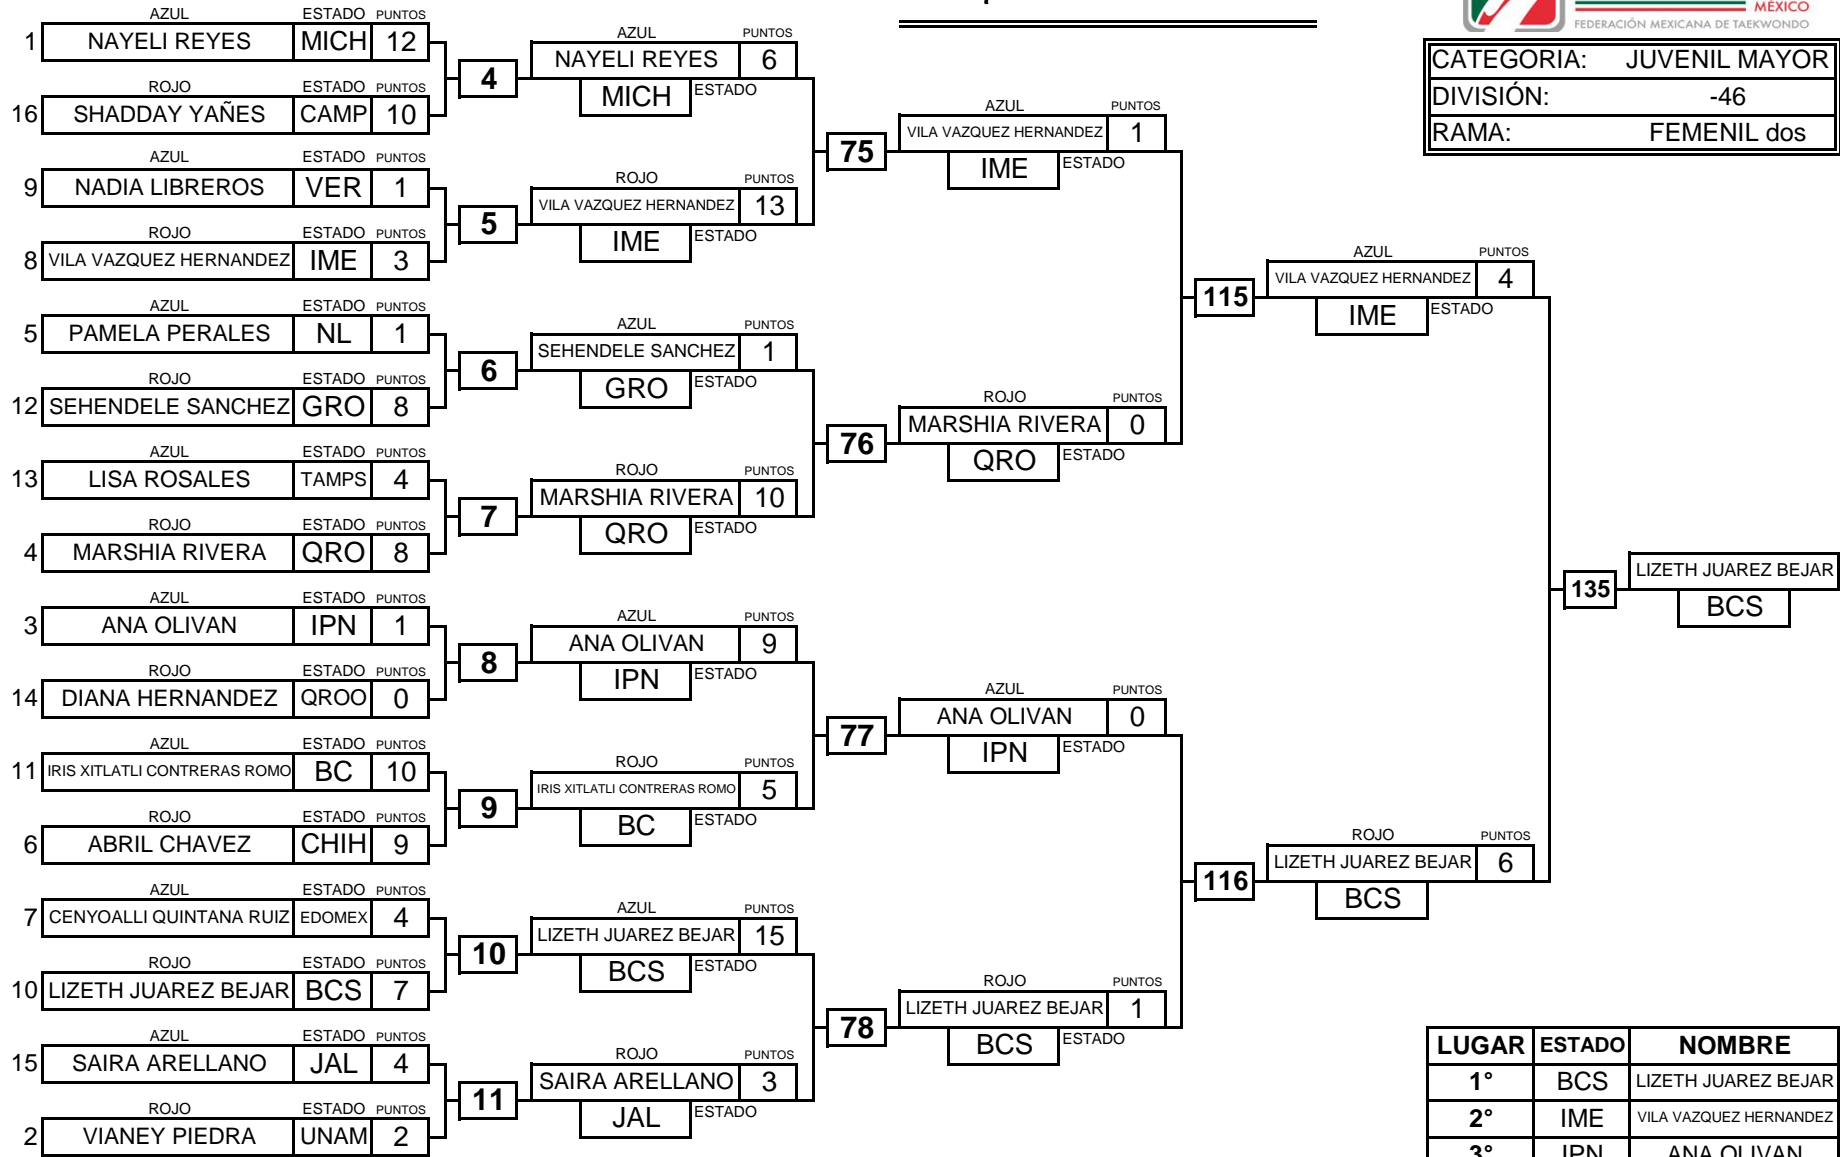 MÉXICO
FEDERACIÓN MEXICANA DE TAEKWONDO
CATEGORIA: JUVENIL MAYOR
DIVISIÓN: -46
RAMA: FEMENIL dos
AZUL ESTADO PUNTOS
1 NAYELI REYES MICH 12
ROJO ESTADO PUNTOS
16 SHADDAY YAÑES CAMP 10
AZUL ESTADO PUNTOS
9 NADIA LIBREROS VER 1
ROJO ESTADO PUNTOS
8 VILA VAZQUEZ HERNANDEZ IME 3
AZUL ESTADO PUNTOS
5 PAMELA PERALES NL 1
ROJO ESTADO PUNTOS
12 SEHENDELE SANCHEZ GRO 8
AZUL ESTADO PUNTOS
13 LISA ROSALES TAMPS 4
ROJO ESTADO PUNTOS
4 MARSHIA RIVERA QRO 8
AZUL ESTADO PUNTOS
3 ANA OLIVAN IPN 1
ROJO ESTADO PUNTOS
14 DIANA HERNANDEZ QROO 0
AZUL ESTADO PUNTOS
11 IRIS XITLATLI CONTRERAS ROMO BC 10
ROJO ESTADO PUNTOS
6 ABRIL CHAVEZ CHIH 9
AZUL ESTADO PUNTOS
7 CENYOALLI QUINTANA RUIZ EDOMEX 4
ROJO ESTADO PUNTOS
10 LIZETH JUAREZ BEJAR BCS 7
AZUL ESTADO PUNTOS
15 SAIRA ARELLANO JAL 4
ROJO ESTADO PUNTOS
2 VIANEY PIEDRA UNAM 2
4
5
6
7
8
9
10
11
AZUL PUNTOS
NAYELI REYES 6
MICH ESTADO
ROJO PUNTOS
VILA VAZQUEZ HERNANDEZ 13
IME ESTADO
AZUL PUNTOS
SEHENDELE SANCHEZ 1
GRO ESTADO
ROJO PUNTOS
MARSHIA RIVERA 10
QRO ESTADO
AZUL PUNTOS
ANA OLIVAN 9
IPN ESTADO
ROJO PUNTOS
IRIS XITLATLI CONTRERAS ROMO 5
BC ESTADO
AZUL PUNTOS
LIZETH JUAREZ BEJAR 15
BCS ESTADO
ROJO PUNTOS
SAIRA ARELLANO 3
JAL ESTADO
75
76
77
78
AZUL PUNTOS
VILA VAZQUEZ HERNANDEZ 1
IME ESTADO
ROJO PUNTOS
MARSHIA RIVERA 0
QRO ESTADO
AZUL PUNTOS
ANA OLIVAN 0
IPN ESTADO
ROJO PUNTOS
LIZETH JUAREZ BEJAR 1
BCS ESTADO
115
116
AZUL PUNTOS
VILA VAZQUEZ HERNANDEZ 4
IME ESTADO
ROJO PUNTOS
LIZETH JUAREZ BEJAR 6
BCS
135
LIZETH JUAREZ BEJAR
BCS
LUGAR ESTADO NOMBRE
1° BCS LIZETH JUAREZ BEJAR
2° IME VILA VAZQUEZ HERNANDEZ
3° IPN ANA OLIVAN